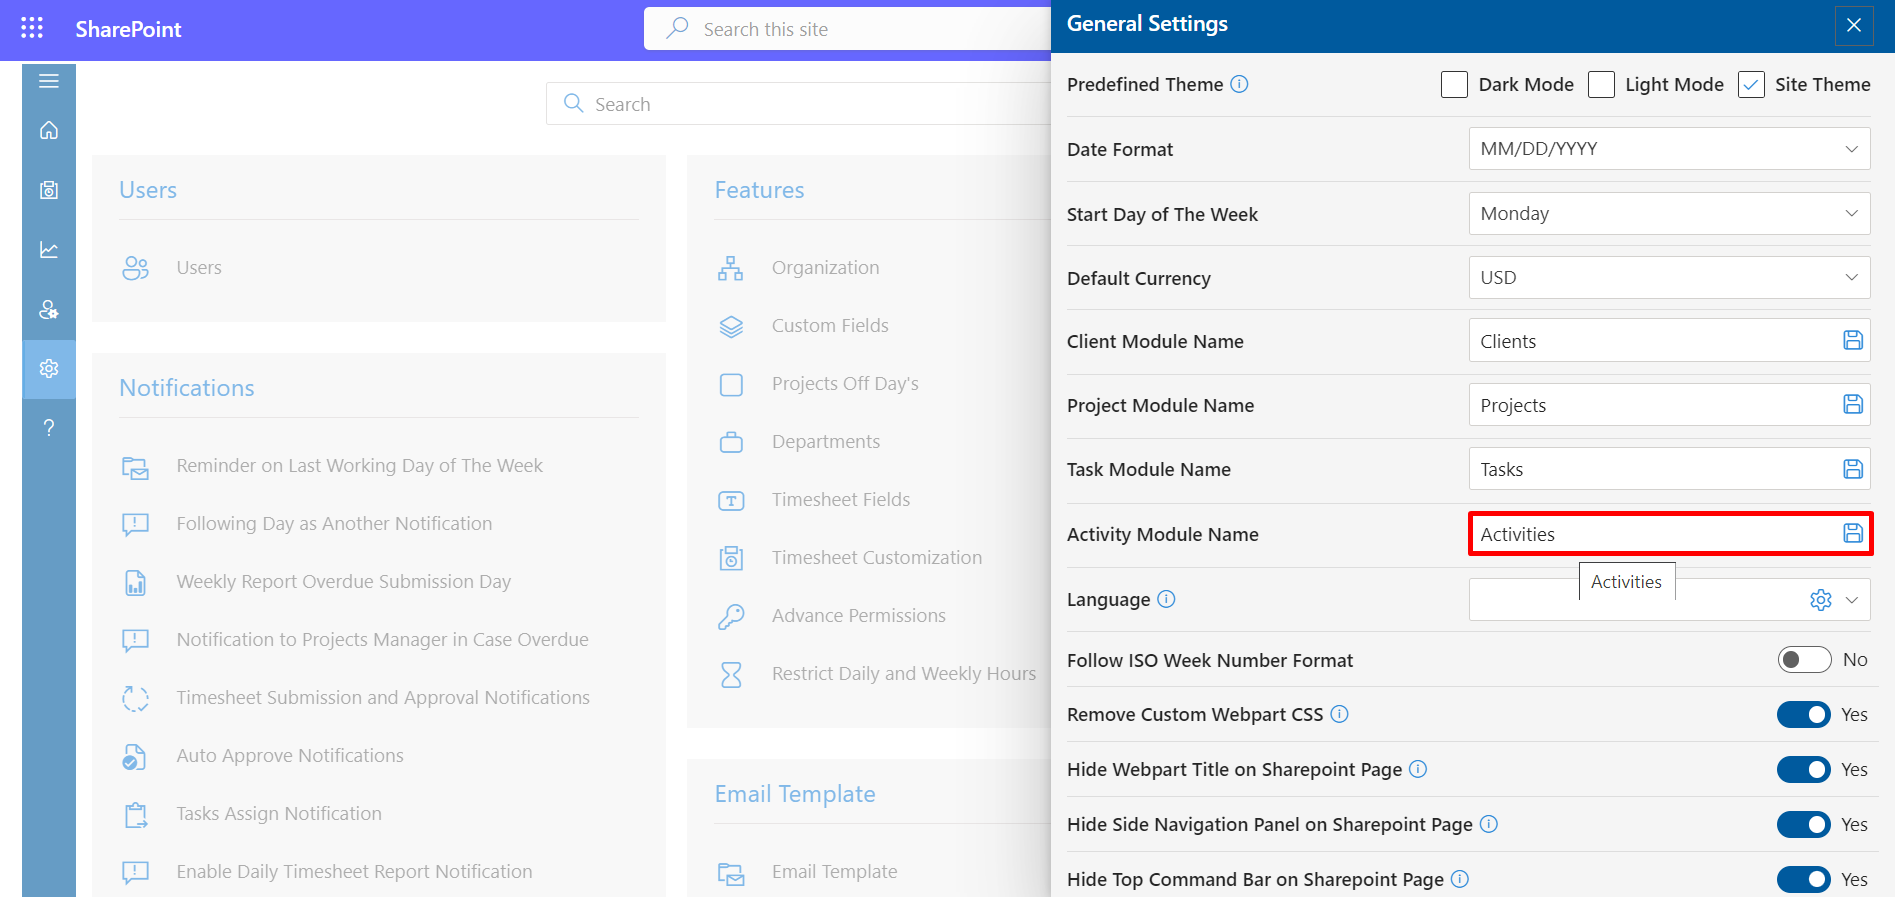 SharePoint
Search this site
Search
Users
Users
Notifications
Reminder on Last Working Day of The Week
Following Day as Another Notification
Weekly Report Overdue Submission Day
Notification to Projects Manager in Case Overdue
Timesheet Submission and Approval Notifications
Auto Approve Notifications
Tasks Assign Notification
Enable Daily Timesheet Report Notification
Features
Organization
Custom Fields
Projects Off Day's
Departments
Timesheet Fields
Timesheet Customization
Advance Permissions
Restrict Daily and Weekly Hours
Email Template
Email Template
General Settings
Predefined Theme Dark Mode Light Mode Site Theme
Date Format MM/DD/YYYY
Start Day of The Week Monday
Default Currency USD
Client Module Name Clients
Project Module Name Projects
Task Module Name Tasks
Activity Module Name Activities
Activities
Language
Follow ISO Week Number Format No
Remove Custom Webpart CSS Yes
Hide Webpart Title on Sharepoint Page Yes
Hide Side Navigation Panel on Sharepoint Page Yes
Hide Top Command Bar on Sharepoint Page Yes